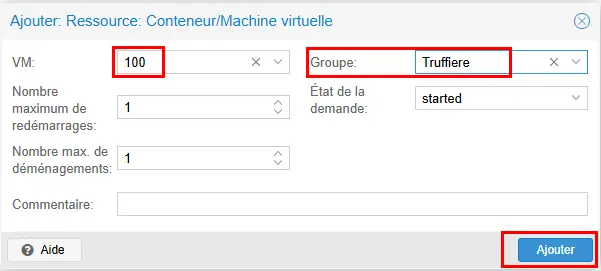 Ajouter: Ressource: Conteneur/Machine virtuelle
VM: 100 Groupe: Truffiere
Nombre maximum de redémarrages: 1 État de la demande: started
Nombre max. de déménagements: 1
Commentaire:
Aide Ajouter